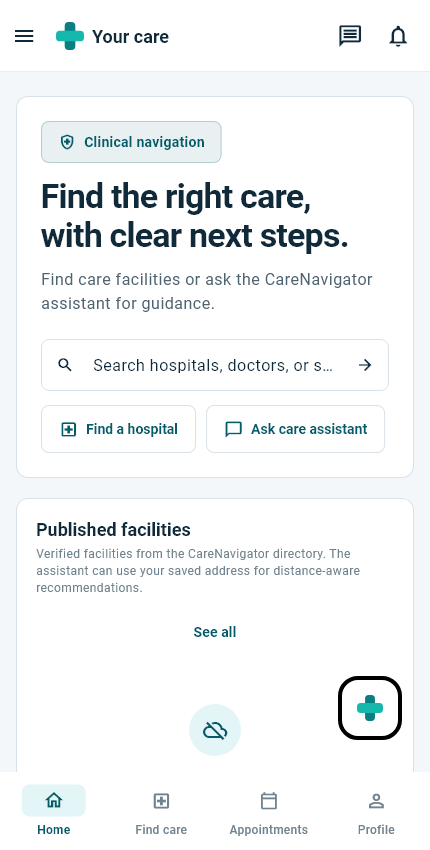 Your care
Clinical navigation
Find the right care,
with clear next steps.
Find care facilities or ask the CareNavigator
assistant for guidance.
Search hospitals, doctors, or s…
Find a hospital
Ask care assistant
Published facilities
Verified facilities from the CareNavigator directory. The
assistant can use your saved address for distance-aware
recommendations.
See all
Home
Find care
Appointments
Profile